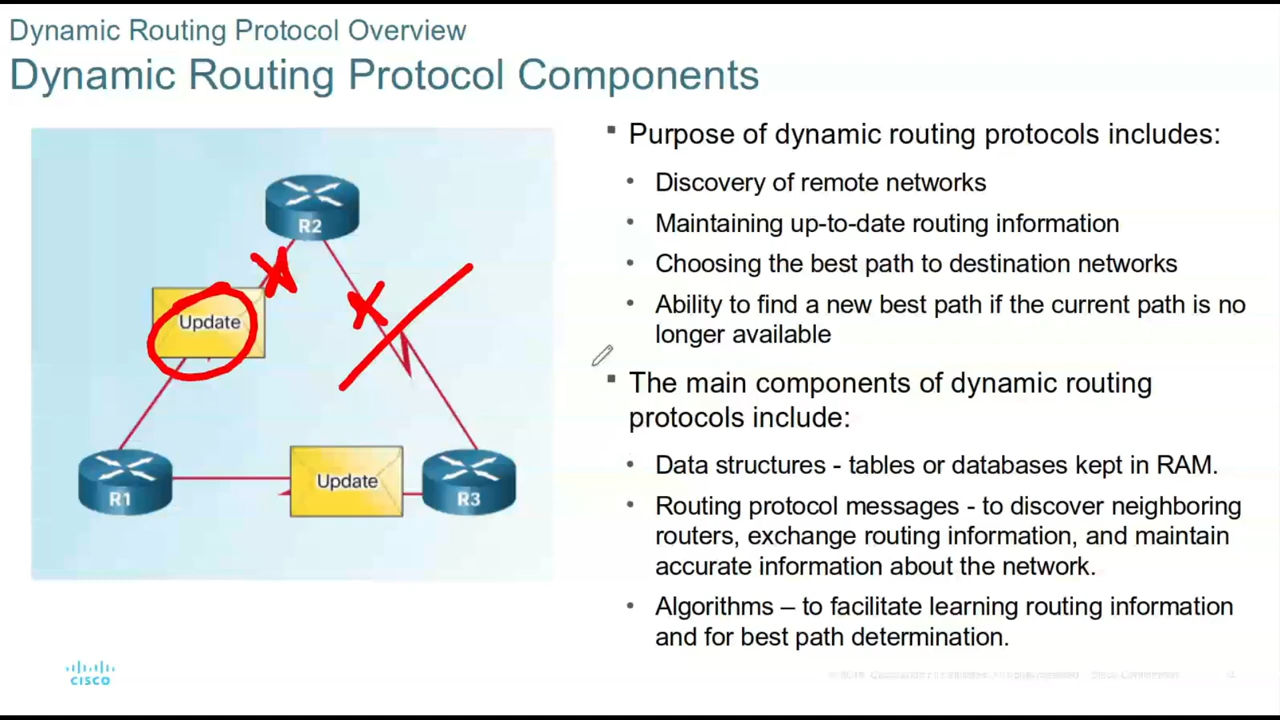 Dynamic Routing Protocol Overview
Dynamic Routing Protocol Components
R2
Update
R1
Update
R3
Purpose of dynamic routing protocols includes:
Discovery of remote networks
Maintaining up-to-date routing information
Choosing the best path to destination networks
Ability to find a new best path if the current path is no
longer available
The main components of dynamic routing
protocols include:
Data structures - tables or databases kept in RAM.
Routing protocol messages - to discover neighboring
routers, exchange routing information, and maintain
accurate information about the network.
Algorithms – to facilitate learning routing information
and for best path determination.
CISCO